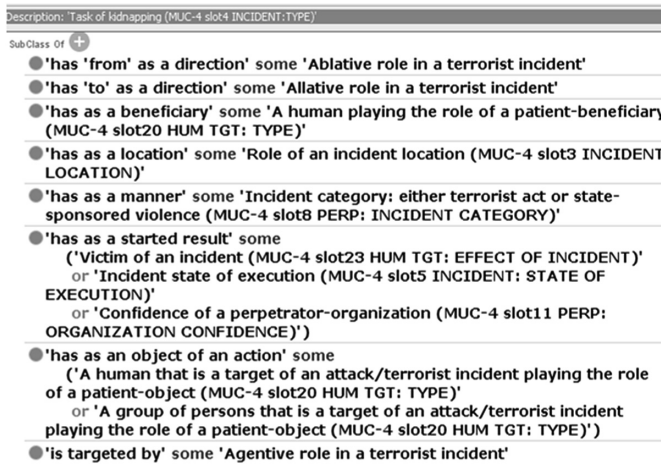 Description: 'Task of kidnapping (MUC-4 slot4 INCIDENT:TYPE)'
SubClass Of
'has 'from' as a direction' some 'Ablative role in a terrorist incident'
'has 'to' as a direction' some 'Allative role in a terrorist incident'
'has as a beneficiary' some 'A human playing the role of a patient-beneficiary
(MUC-4 slot20 HUM TGT: TYPE)'
'has as a location' some 'Role of an incident location (MUC-4 slot3 INCIDENT
LOCATION)'
'has as a manner' some 'Incident category: either terrorist act or state-
sponsored violence (MUC-4 slot8 PERP: INCIDENT CATEGORY)'
'has as a started result' some
('Victim of an incident (MUC-4 slot23 HUM TGT: EFFECT OF INCIDENT)'
or 'Incident state of execution (MUC-4 slot5 INCIDENT: STATE OF
EXECUTION)'
or 'Confidence of a perpetrator-organization (MUC-4 slot11 PERP:
ORGANIZATION CONFIDENCE)')
'has as an object of an action' some
('A human that is a target of an attack/terrorist incident playing the role
of a patient-object (MUC-4 slot20 HUM TGT: TYPE)'
or 'A group of persons that is a target of an attack/terrorist incident
playing the role of a patient-object (MUC-4 slot20 HUM TGT: TYPE)')
'is targeted by' some 'Agentive role in a terrorist incident'